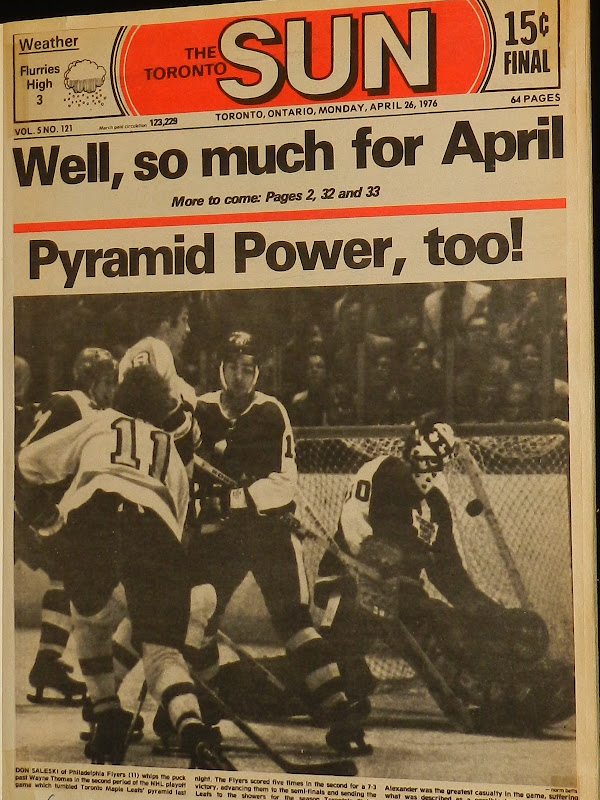 Weather
Flurries
High
3
THE
TORONTO
SUN
15¢
FINAL
TORONTO, ONTARIO, MONDAY, APRIL 26, 1976
64 PAGES
VOL. 5 NO. 121
March paid circulation 123,229
Well, so much for April
More to come: Pages 2, 32 and 33
Pyramid Power, too!
11
1
0
DON SALESKI of Philadelphia Flyers (11) whips the puck
past Wayne Thomas in the second period of the NHL playoff
game which tumbled Toronto Maple Leafs' pyramid last
night. The Flyers scored five times in the second for a 7-3
victory, advancing them to the semi-finals and sending the
Leafs to the showers for the season.
Alexander was the greatest casualty in the game, suffering
what was described as a